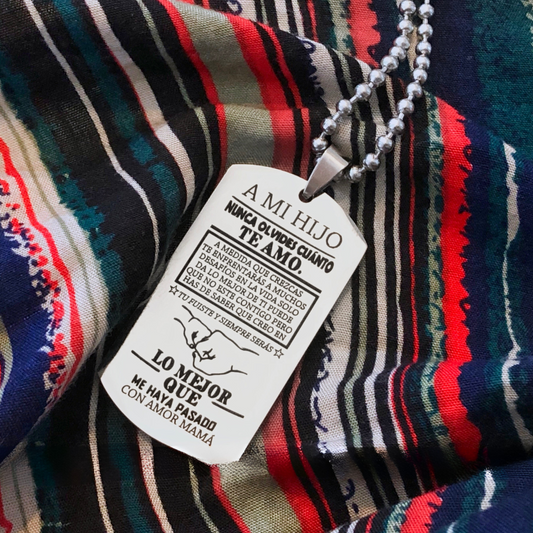 A MI HIJO
NUNCA OLVIDES CUÁNTO
TE AMO.
A MEDIDA QUE CREZCAS
TE ENFRENTARÁS A MUCHOS
DESAFÍOS EN LA VIDA SOLO
DA LO MEJOR DE TI PUEDE
QUE NO ESTÉ CONTIGO PERO
HAS DE SABER QUE CREO EN
TU FUISTE Y SIEMPRE SERÁS
LO MEJOR
QUE
ME HAYA PASADO
CON AMOR MAMÁ